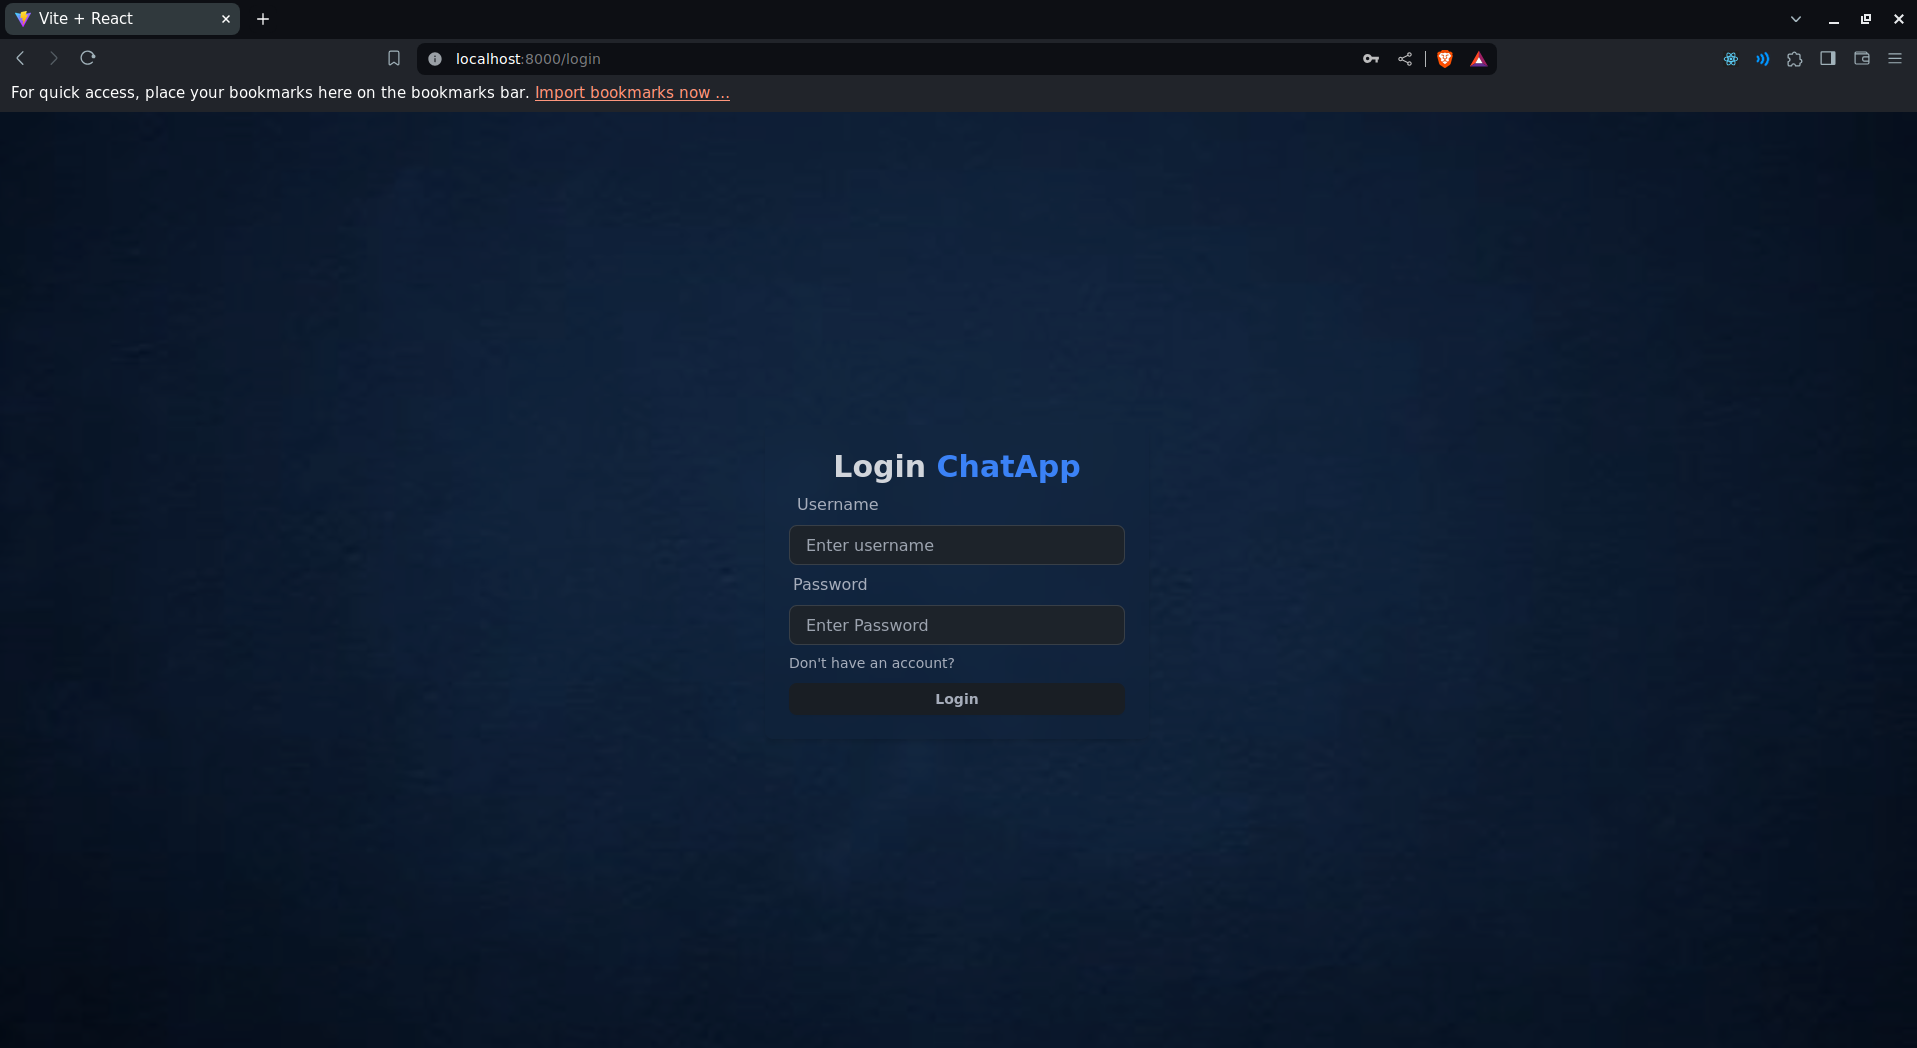 Vite + React
localhost:8000/login
For quick access, place your bookmarks here on the bookmarks bar. Import bookmarks now ...
Login ChatApp
Username
Enter username
Password
Enter Password
Don't have an account?
Login